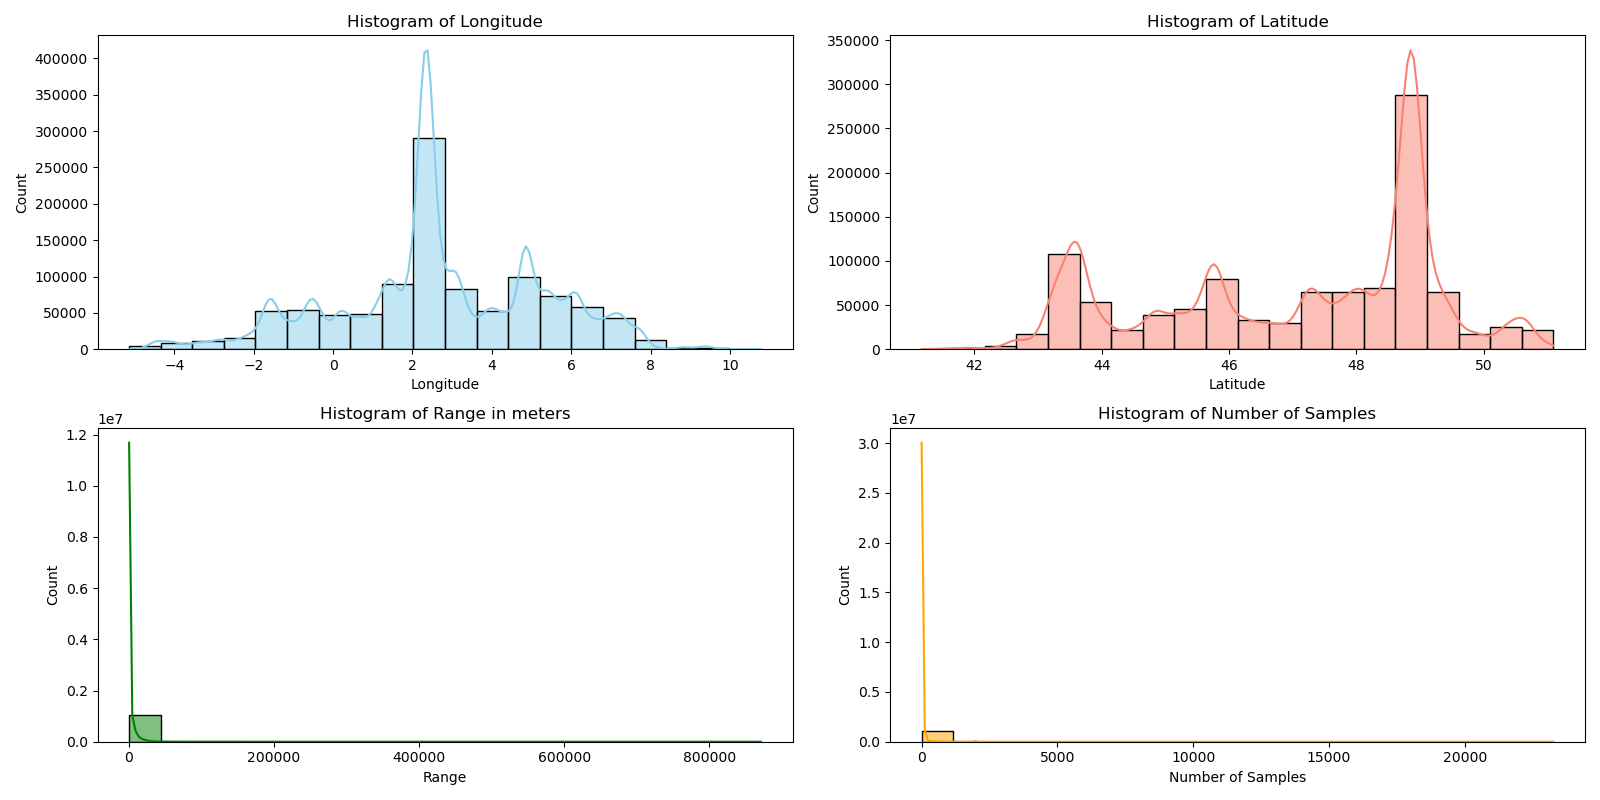 Histogram of Longitude
400000
350000
300000
250000
200000
150000
100000
50000
0
Count
−4 −2 0 2 4 6 8 10
Longitude
Histogram of Latitude
350000
300000
250000
200000
150000
100000
50000
0
Count
42 44 46 48 50
Latitude
Histogram of Range in meters
1e7
1.2
1.0
0.8
0.6
0.4
0.2
0.0
Count
0 200000 400000 600000 800000
Range
Histogram of Number of Samples
1e7
3.0
2.5
2.0
1.5
1.0
0.5
0.0
Count
0 5000 10000 15000 20000
Number of Samples